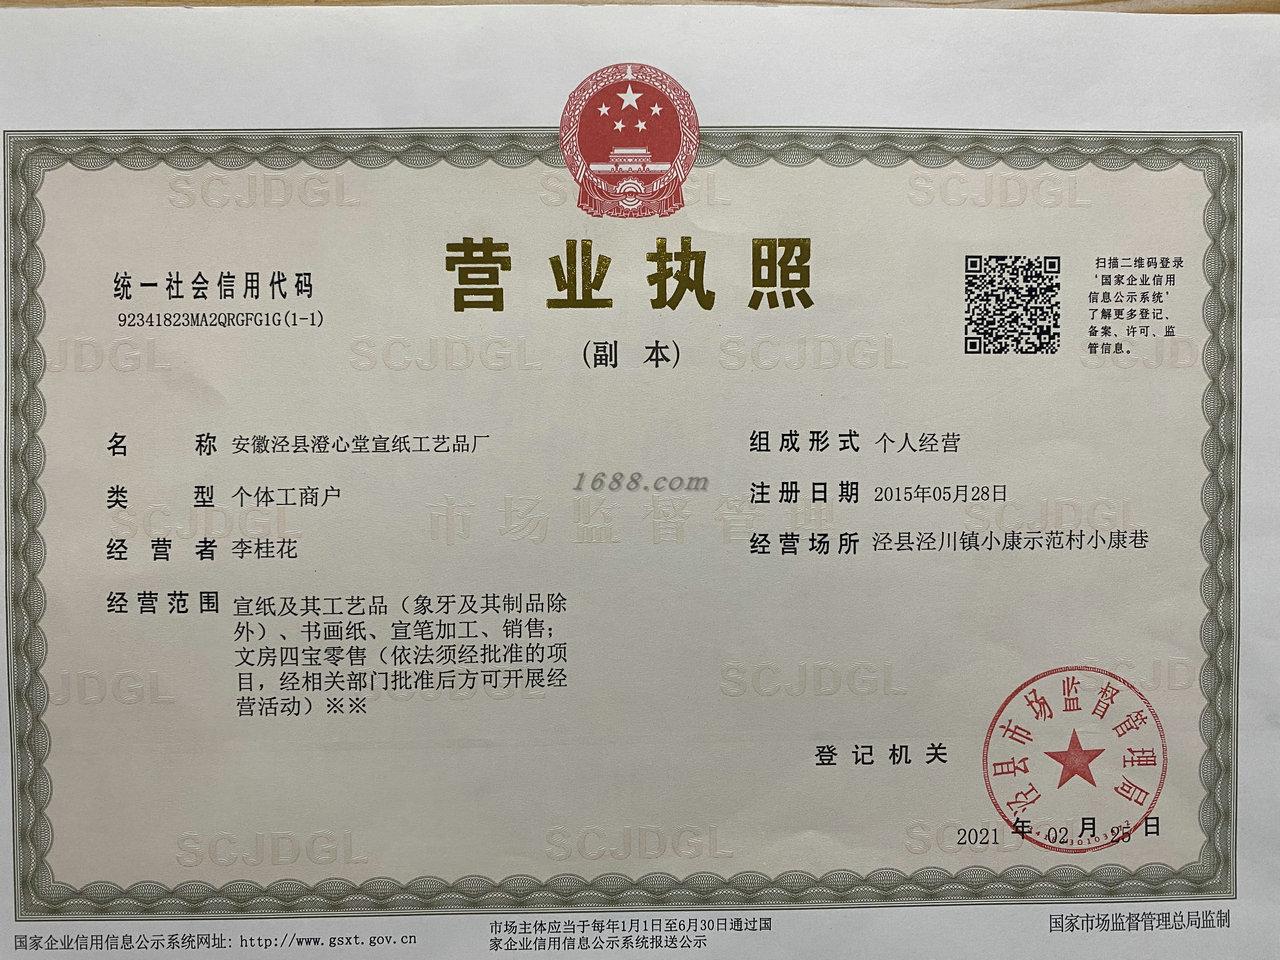 营业执照
(副 本)
统一社会信用代码
92341823MA2QRGFG1G(1-1)
扫描二维码登录
‘国家企业信用
信息公示系统’
了解更多登记、
备案、许可、监
管信息。
名 称 安徽泾县澄心堂宣纸工艺品厂
类 型 个体工商户
经 营 者 李桂花
经营范围 宣纸及其工艺品（象牙及其制品除
外）、书画纸、宣笔加工、销售；
文房四宝零售（依法须经批准的项
目，经相关部门批准后方可开展经
营活动）※※
组成形式 个人经营
注册日期 2015年05月28日
经营场所 泾县泾川镇小康示范村小康巷
1688.com
市场监督管理
SCJDGL
登记机关
泾县市场监督管理局
2021 年 02 月 25 日
国家企业信用信息公示系统网址: http://www.gsxt.gov.cn
市场主体应当于每年1月1日至6月30日通过国
家企业信用信息公示系统报送公示
国家市场监督管理总局监制